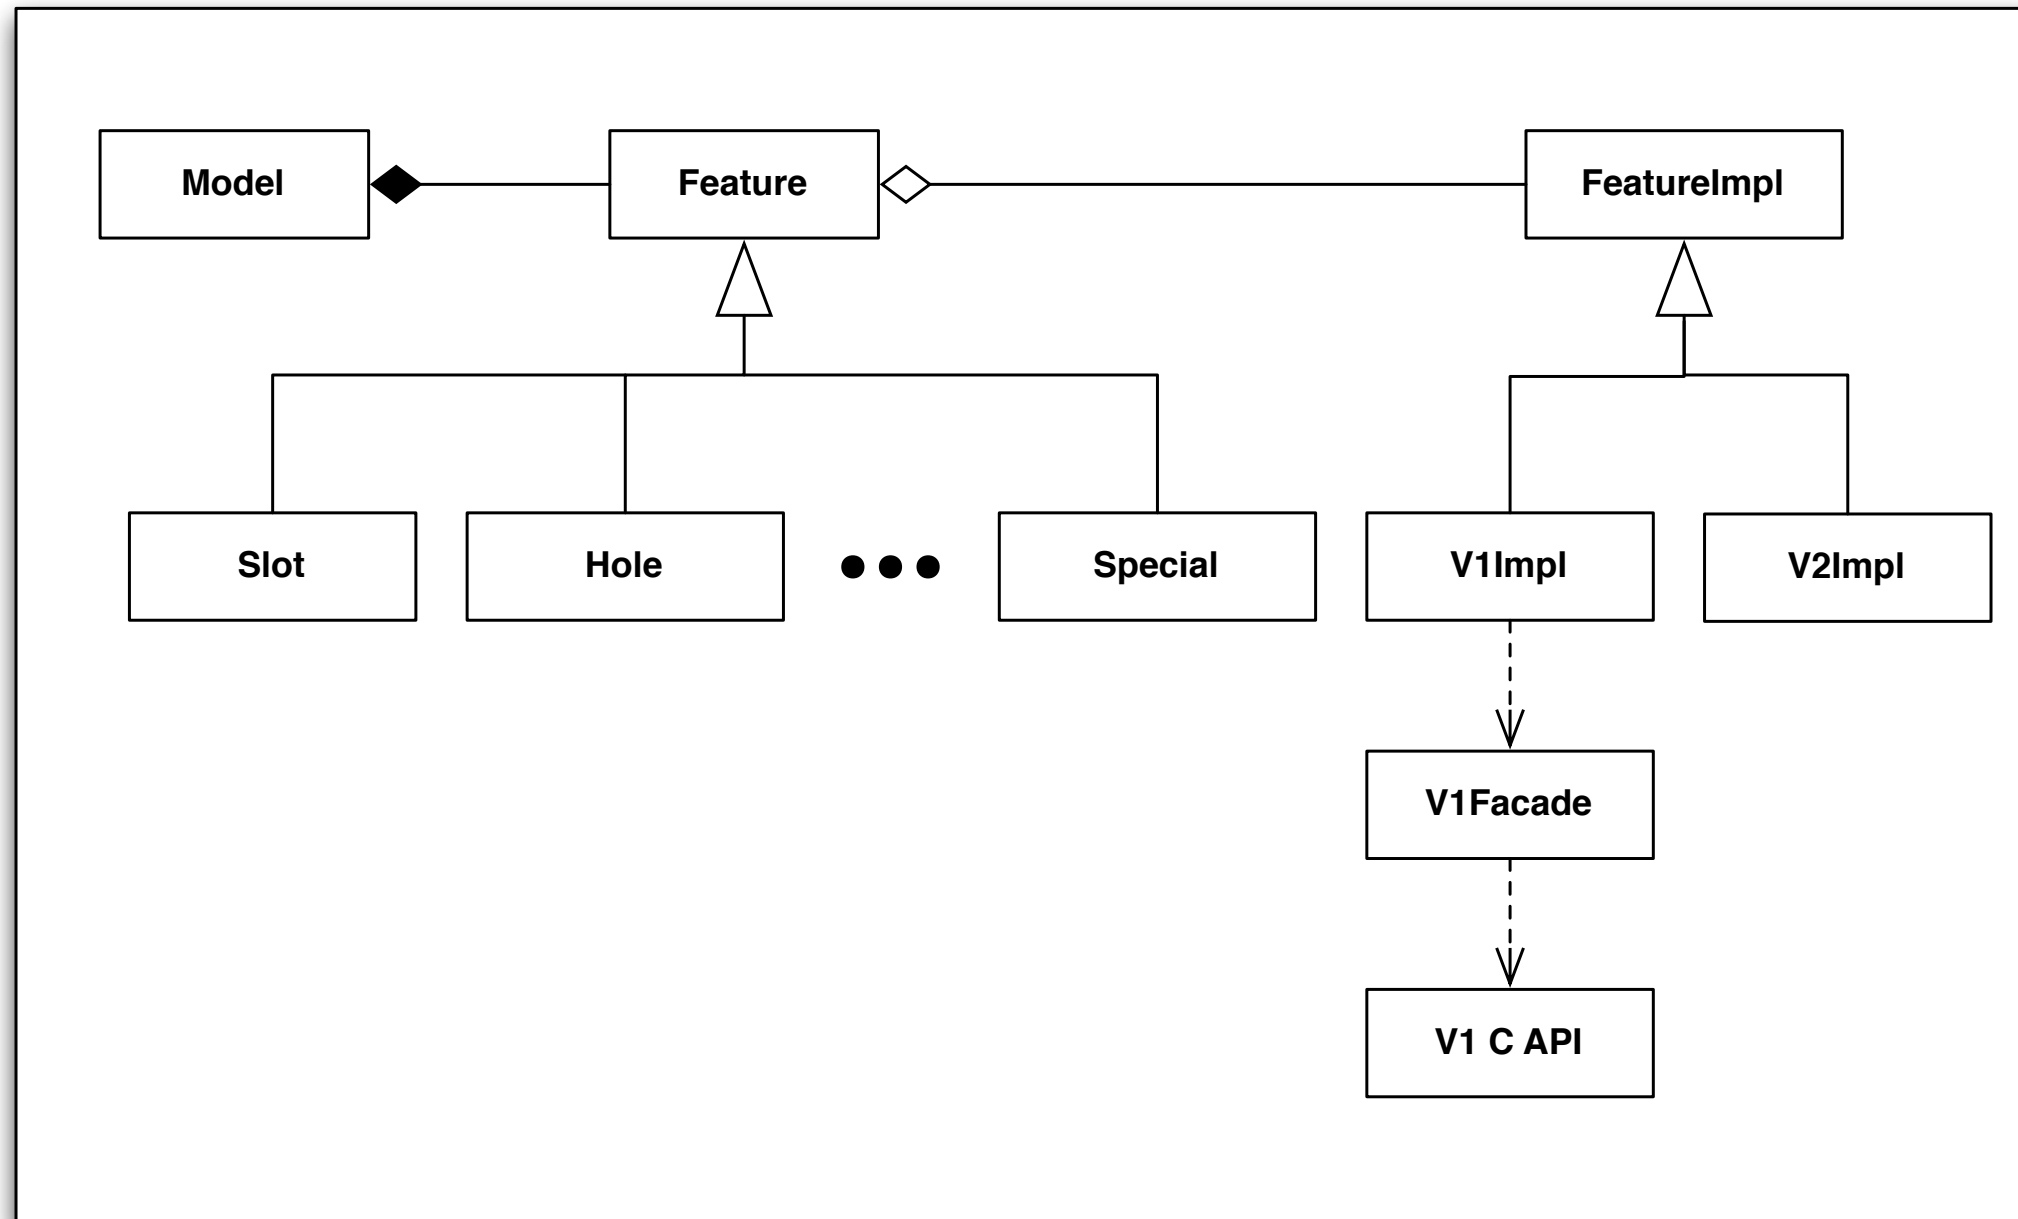 Model
Feature
FeatureImpl
Slot
Hole
Special
V1Impl
V2Impl
V1Facade
V1 C API